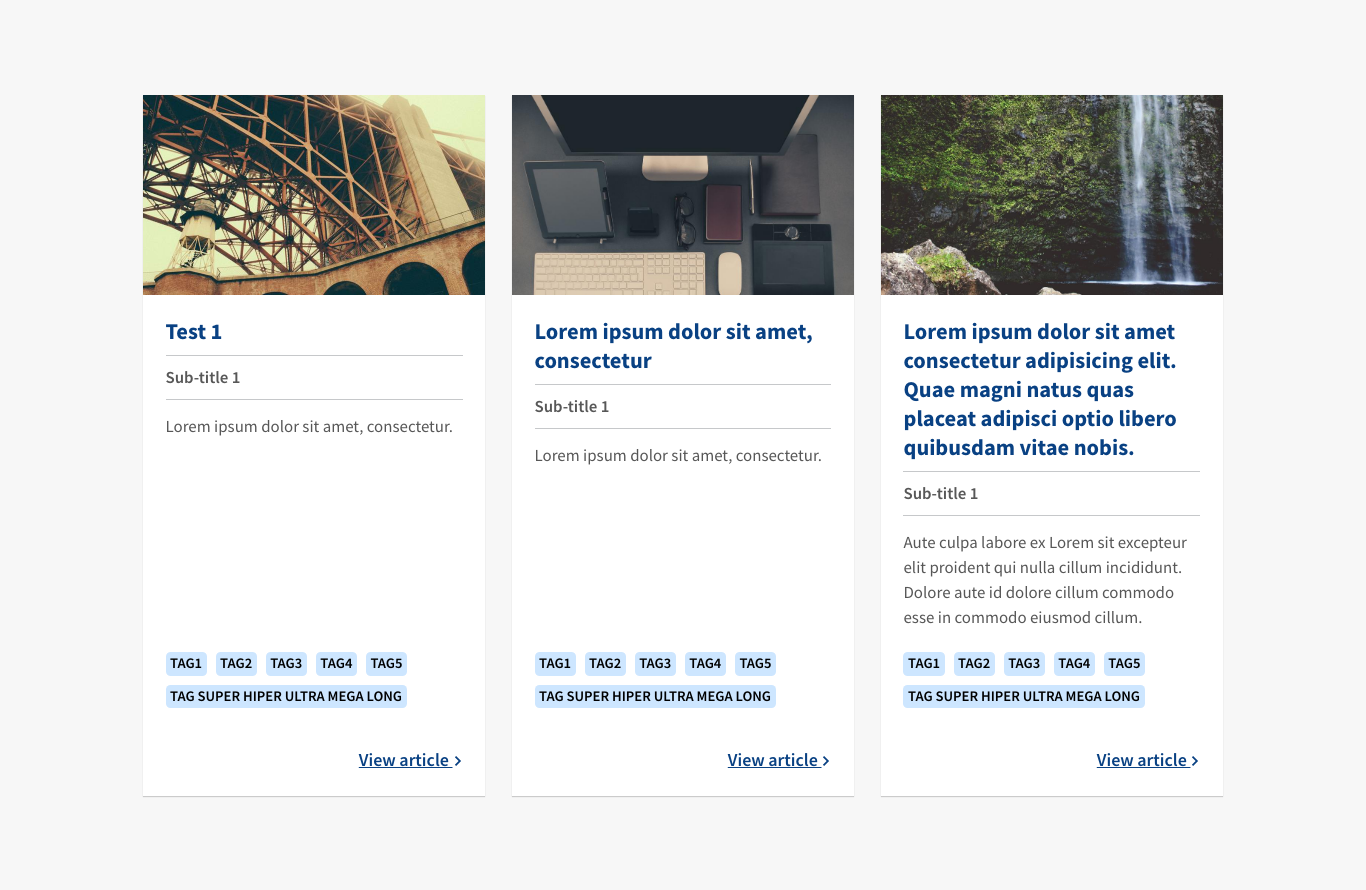 Test 1
Sub-title 1
Lorem ipsum dolor sit amet, consectetur.
TAG1 TAG2 TAG3 TAG4 TAG5
TAG SUPER HIPER ULTRA MEGA LONG
View article
Lorem ipsum dolor sit amet,
consectetur
Sub-title 1
Lorem ipsum dolor sit amet, consectetur.
TAG1 TAG2 TAG3 TAG4 TAG5
TAG SUPER HIPER ULTRA MEGA LONG
View article
Lorem ipsum dolor sit amet
consectetur adipisicing elit.
Quae magni natus quas
placeat adipisci optio libero
quibusdam vitae nobis.
Sub-title 1
Aute culpa labore ex Lorem sit excepteur
elit proident qui nulla cillum incididunt.
Dolore aute id dolore cillum commodo
esse in commodo eiusmod cillum.
TAG1 TAG2 TAG3 TAG4 TAG5
TAG SUPER HIPER ULTRA MEGA LONG
View article